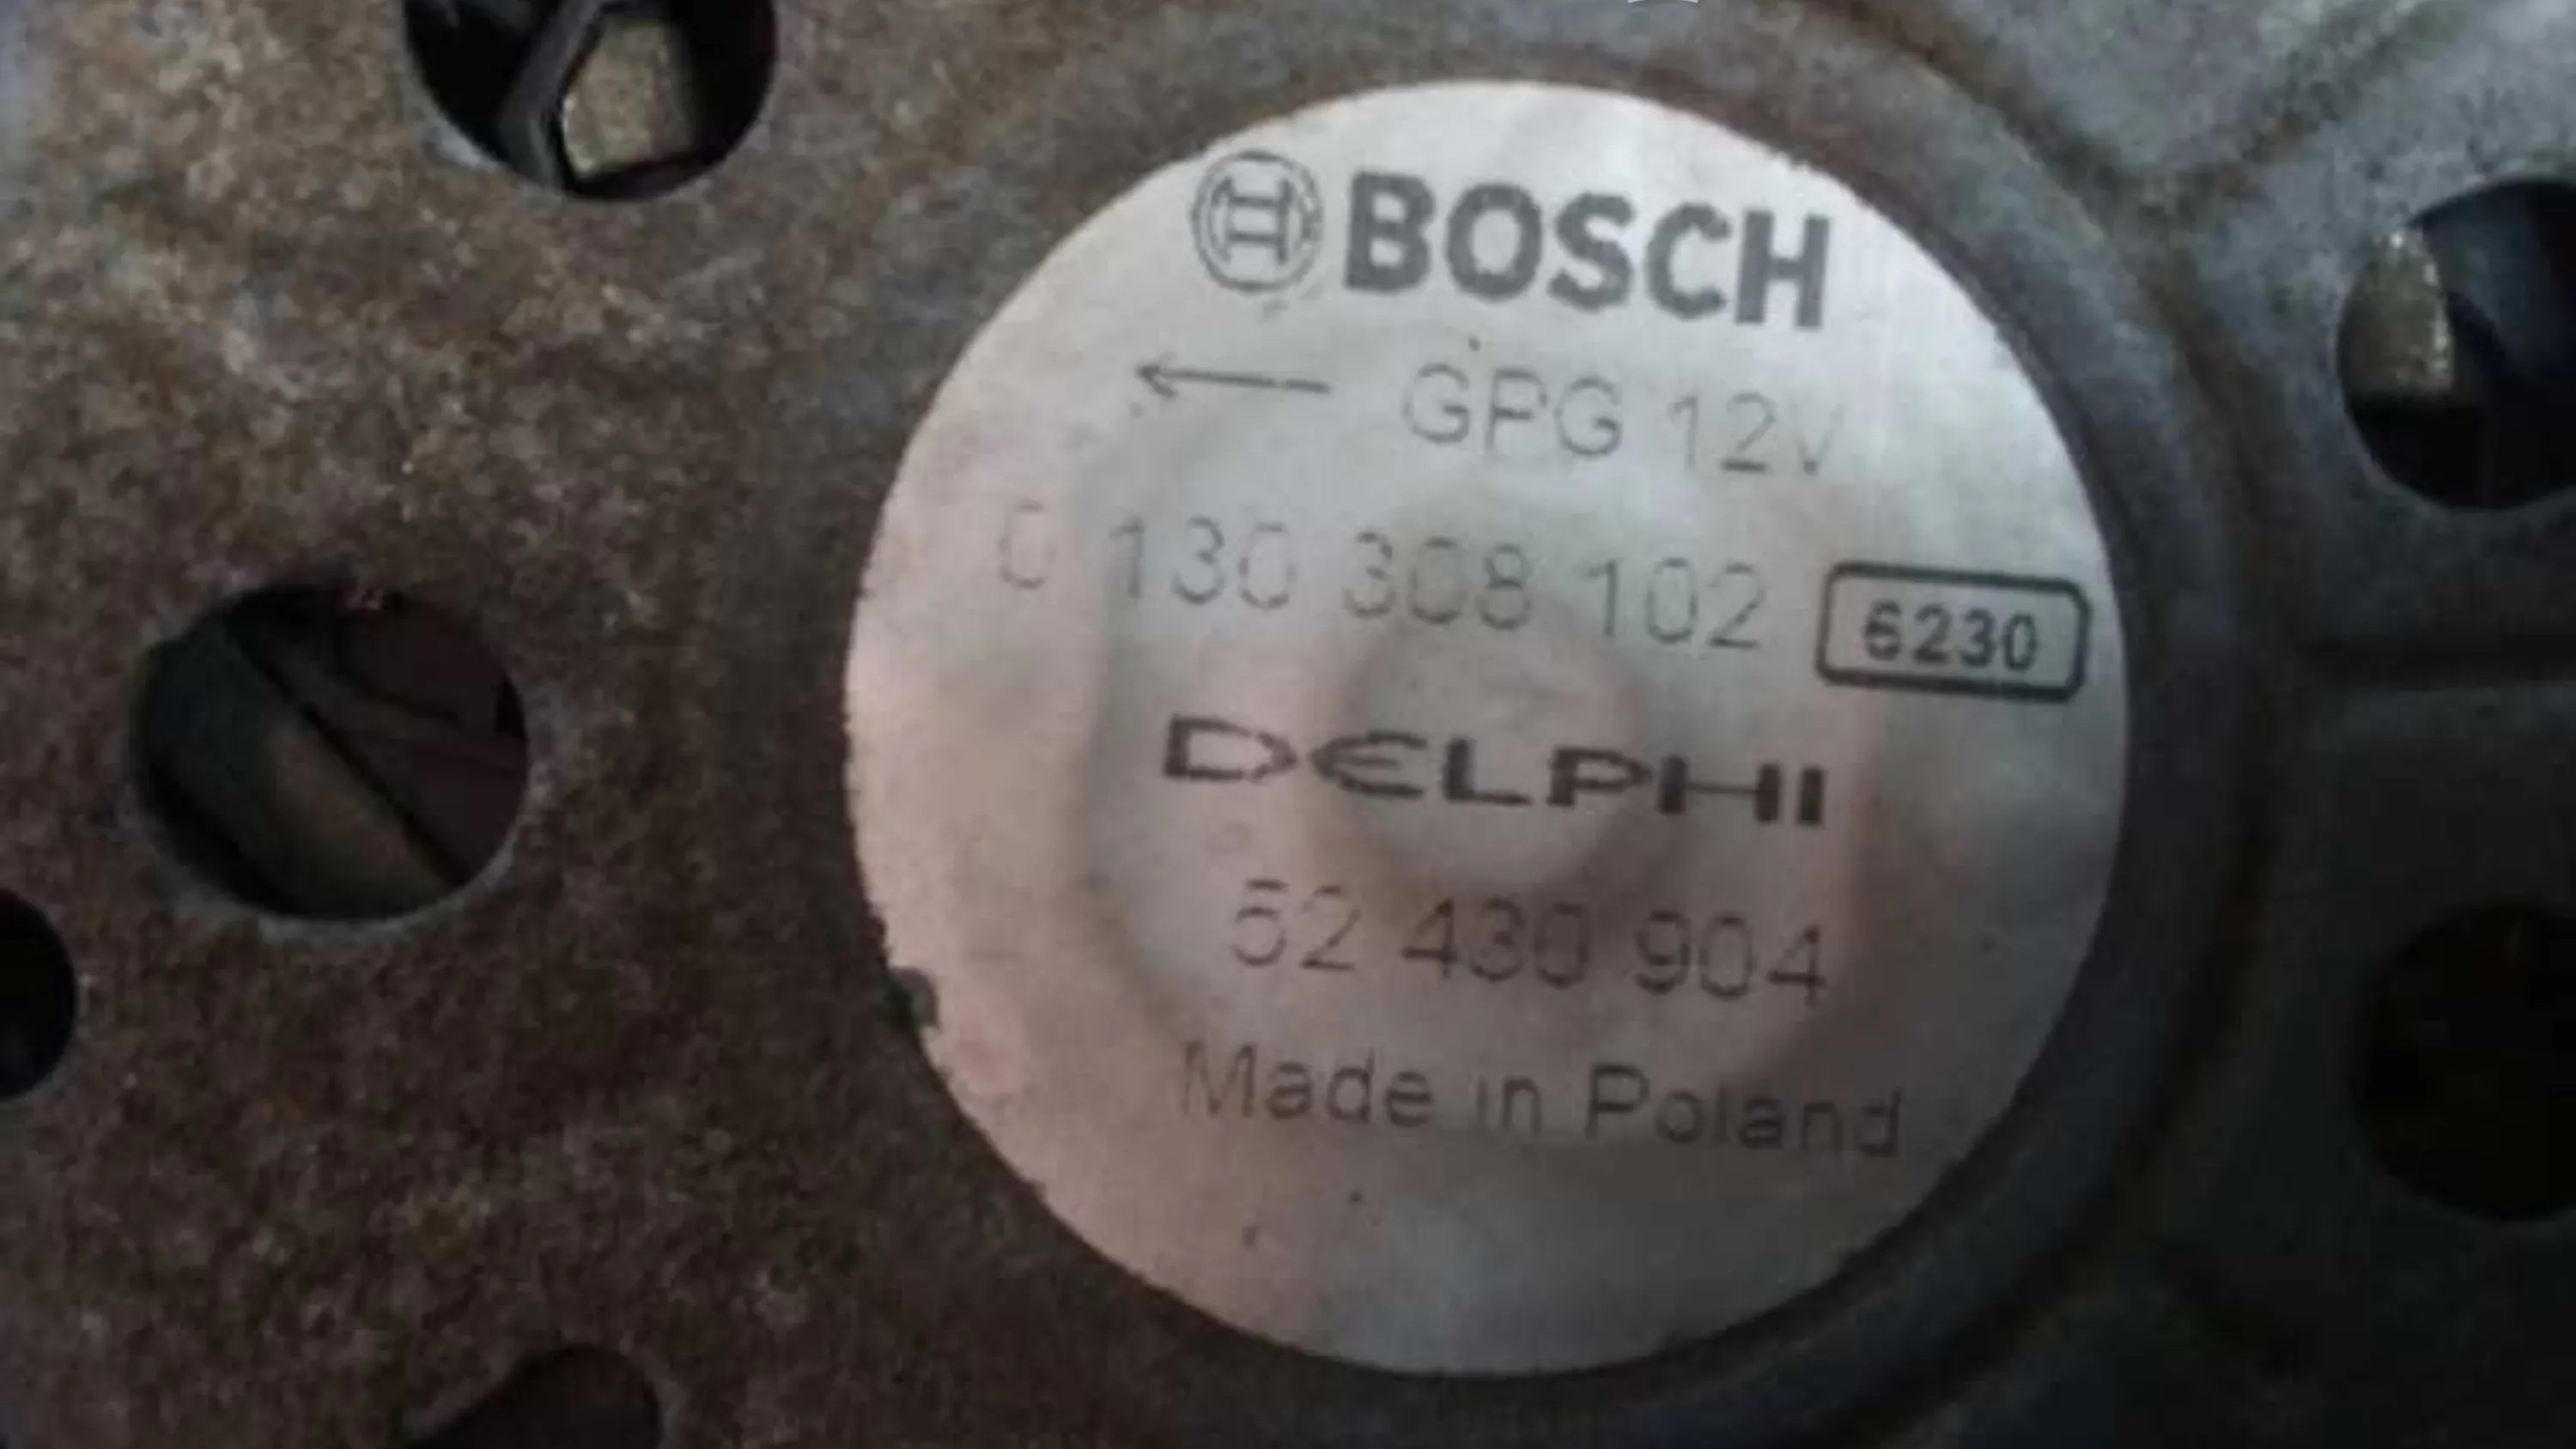 BOSCH
← GPG 12V
0 130 308 102 6230
DELPHI
52 430 904
Made in Poland